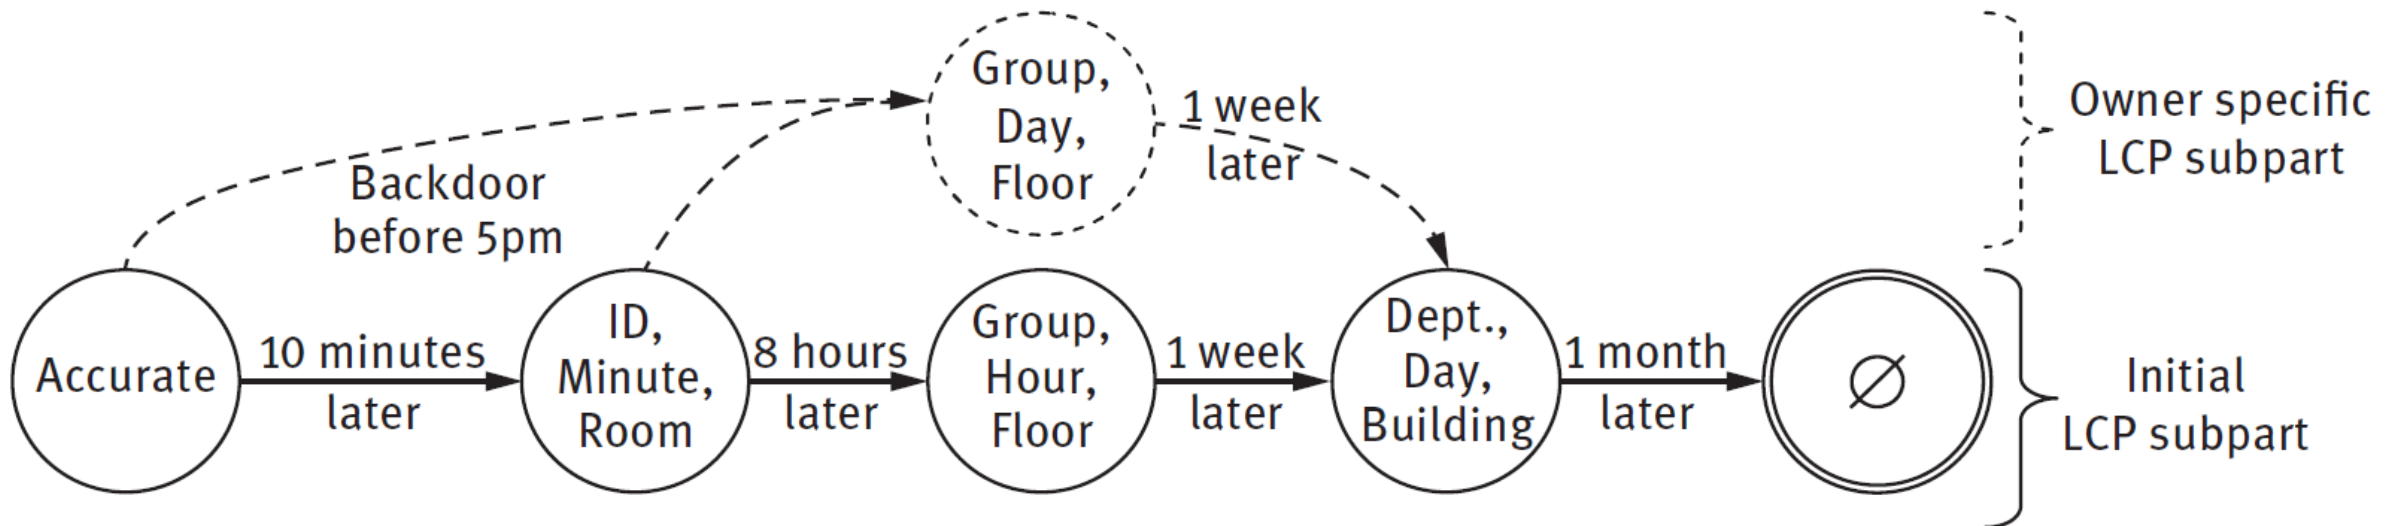 Group,
Day,
Floor
1 week
later
Owner specific
LCP subpart
Backdoor
before 5pm
Accurate
10 minutes
later
ID,
Minute,
Room
8 hours
later
Group,
Hour,
Floor
1 week
later
Dept.,
Day,
Building
1 month
later
∅
Initial
LCP subpart